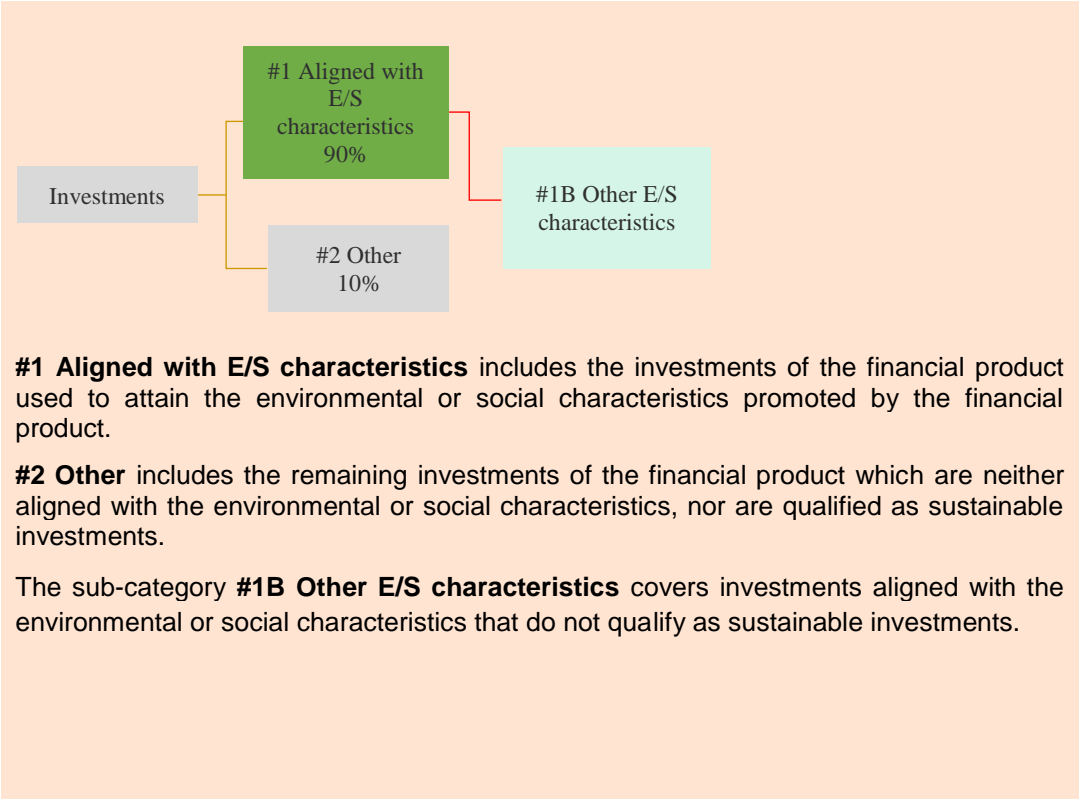 #1 Aligned with
E/S
characteristics
90%
Investments
#1B Other E/S
characteristics
#2 Other
10%
#1 Aligned with E/S characteristics includes the investments of the financial product
used to attain the environmental or social characteristics promoted by the financial
product.
#2 Other includes the remaining investments of the financial product which are neither
aligned with the environmental or social characteristics, nor are qualified as sustainable
investments.
The sub-category #1B Other E/S characteristics covers investments aligned with the
environmental or social characteristics that do not qualify as sustainable investments.